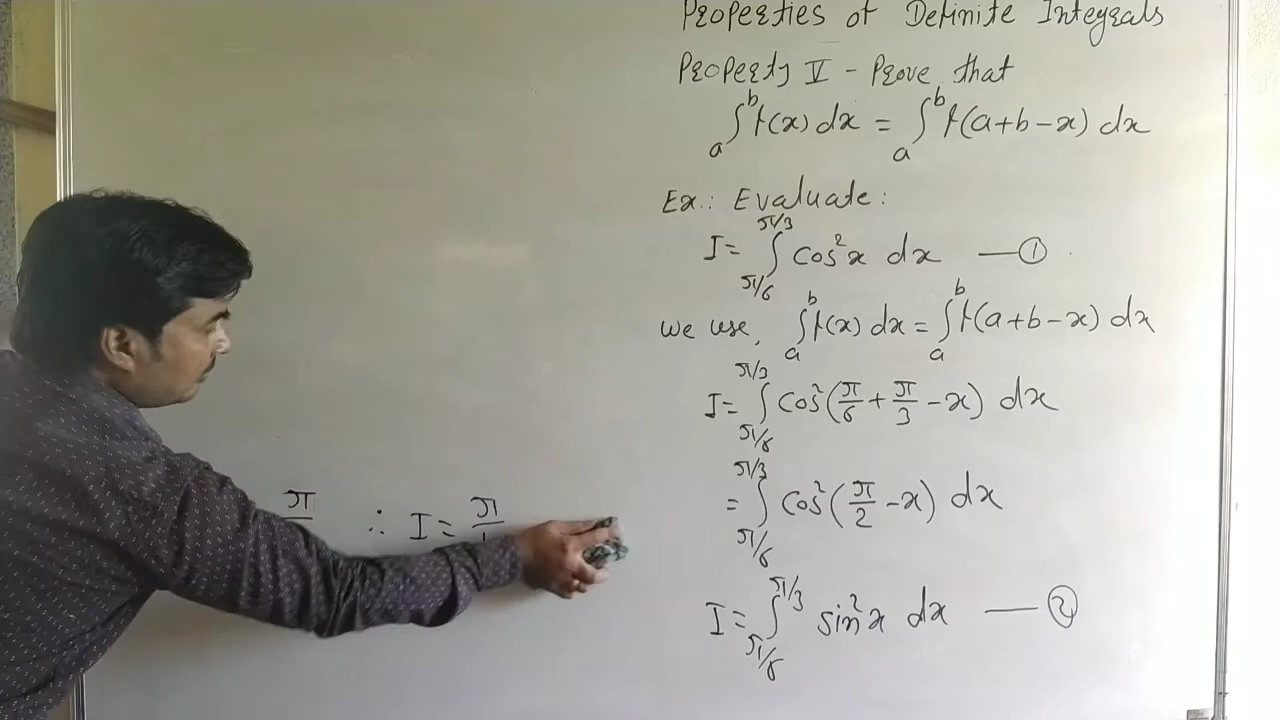 Properties of Definite Integrals
Property V - Prove that
∫_a^b f(x) dx = ∫_a^b f(a+b-x) dx
Ex.: Evaluate:
I = ∫_{π/6}^{π/3} cos²x dx — ①
we use, ∫_a^b f(x) dx = ∫_a^b f(a+b-x) dx
I = ∫_{π/6}^{π/3} cos²(π/6 + π/3 - x) dx
= ∫_{π/6}^{π/3} cos²(π/2 - x) dx
I = ∫_{π/6}^{π/3} sin²x dx — ②
π ∴ I = π